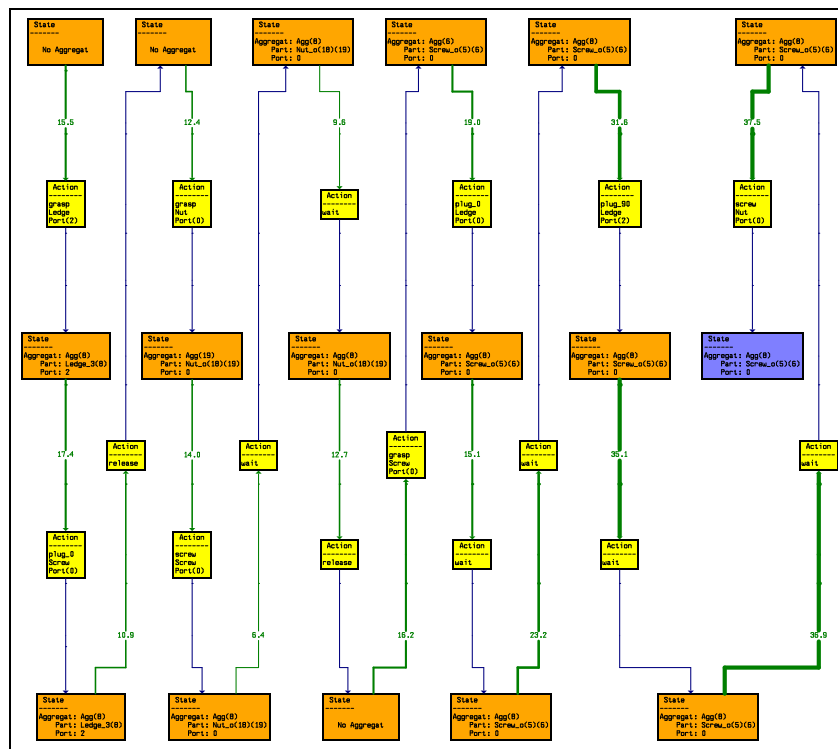 State
-------
No Aggregat
State
-------
No Aggregat
State
-------
Aggregat: Agg(8)
Part: Nut_o(18)(19)
Port: 0
State
-------
Aggregat: Agg(6)
Part: Screw_o(5)(6)
Port: 0
State
-------
Aggregat: Agg(8)
Part: Screw_o(5)(6)
Port: 0
State
-------
Aggregat: Agg(8)
Part: Screw_o(5)(6)
Port: 0
15.5
12.4
9.6
19.0
31.6
37.5
Action
--------
grasp
Ledge
Port(2)
Action
--------
grasp
Nut
Port(0)
Action
--------
wait
Action
--------
plug_0
Ledge
Port(0)
Action
--------
plug_90
Ledge
Port(2)
Action
--------
screw
Nut
Port(0)
State
-------
Aggregat: Agg(8)
Part: Ledge_3(8)
Port: 2
State
-------
Aggregat: Agg(19)
Part: Nut_o(18)(19)
Port: 0
State
-------
Aggregat: Agg(8)
Part: Nut_o(18)(19)
Port: 0
State
-------
Aggregat: Agg(8)
Part: Screw_o(5)(6)
Port: 0
State
-------
Aggregat: Agg(8)
Part: Screw_o(5)(6)
Port: 0
State
-------
Aggregat: Agg(8)
Part: Screw_o(5)(6)
Port: 0
17.4
Action
--------
release
14.0
Action
--------
wait
12.7
Action
--------
grasp
Screw
Port(0)
15.1
Action
--------
wait
35.1
Action
--------
wait
Action
--------
plug_0
Screw
Port(0)
Action
--------
screw
Screw
Port(0)
Action
--------
release
Action
--------
wait
Action
--------
wait
10.9
6.4
16.2
23.2
36.9
State
-------
Aggregat: Agg(8)
Part: Ledge_3(8)
Port: 2
State
-------
Aggregat: Agg(8)
Part: Nut_o(18)(19)
Port: 0
State
-------
No Aggregat
State
-------
Aggregat: Agg(8)
Part: Screw_o(5)(6)
Port: 0
State
-------
Aggregat: Agg(8)
Part: Screw_o(5)(6)
Port: 0